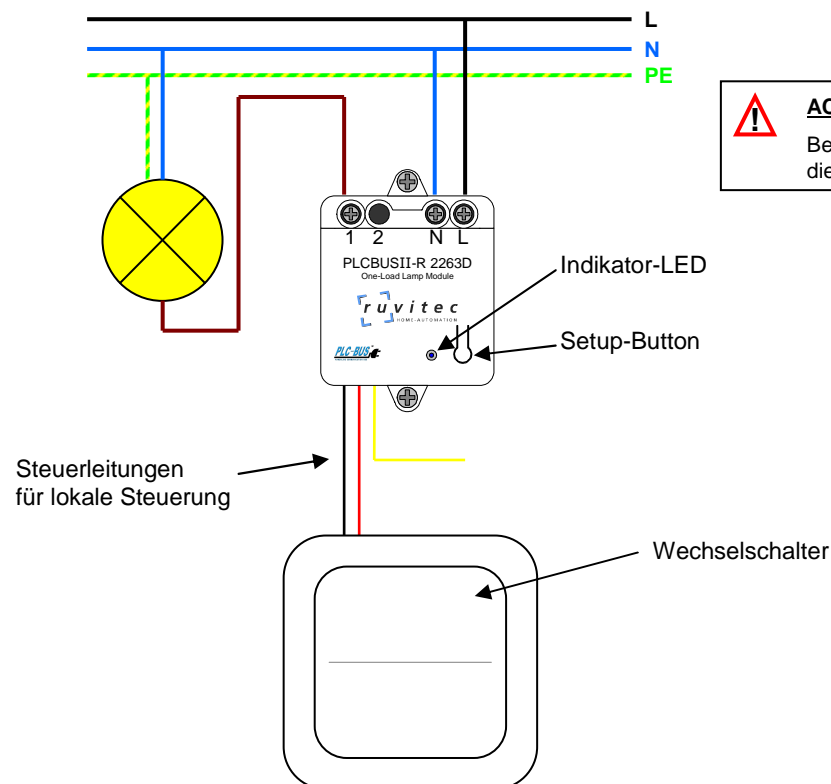 L
N
PE
Be
die
1 2 N L
PLCBUSII-R 2263D
One-Load Lamp Module
ruvitec
HOME-AUTOMATION
PLC-BUS
Indikator-LED
Setup-Button
Steuerleitungen
für lokale Steuerung
Wechselschalter
!